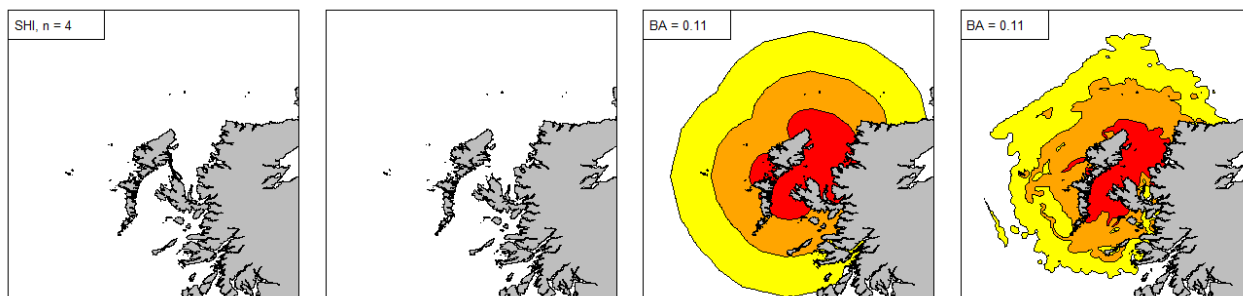 SHI, n = 4
BA = 0.11
BA = 0.11